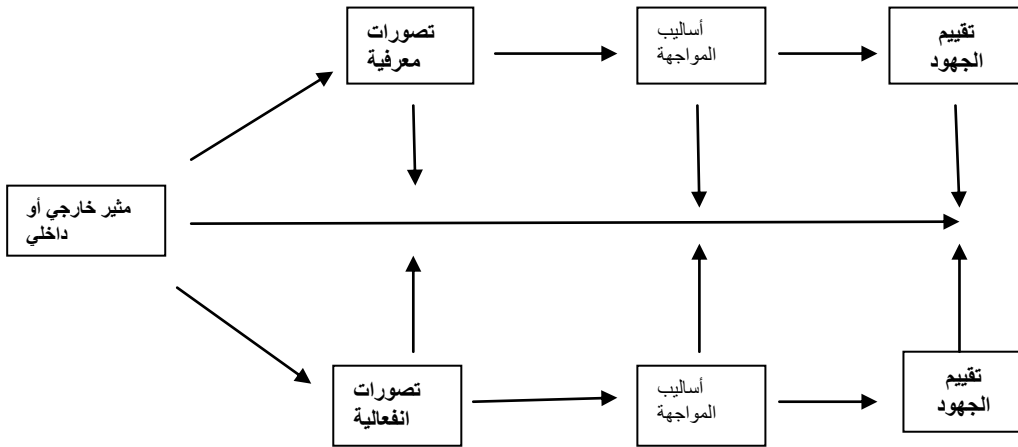 تصورات
معرفية
أساليب
المواجهة
تقييم
الجهود
مثير خارجي أو
داخلي
تصورات
انفعالية
أساليب
المواجهة
تقييم
الجهود